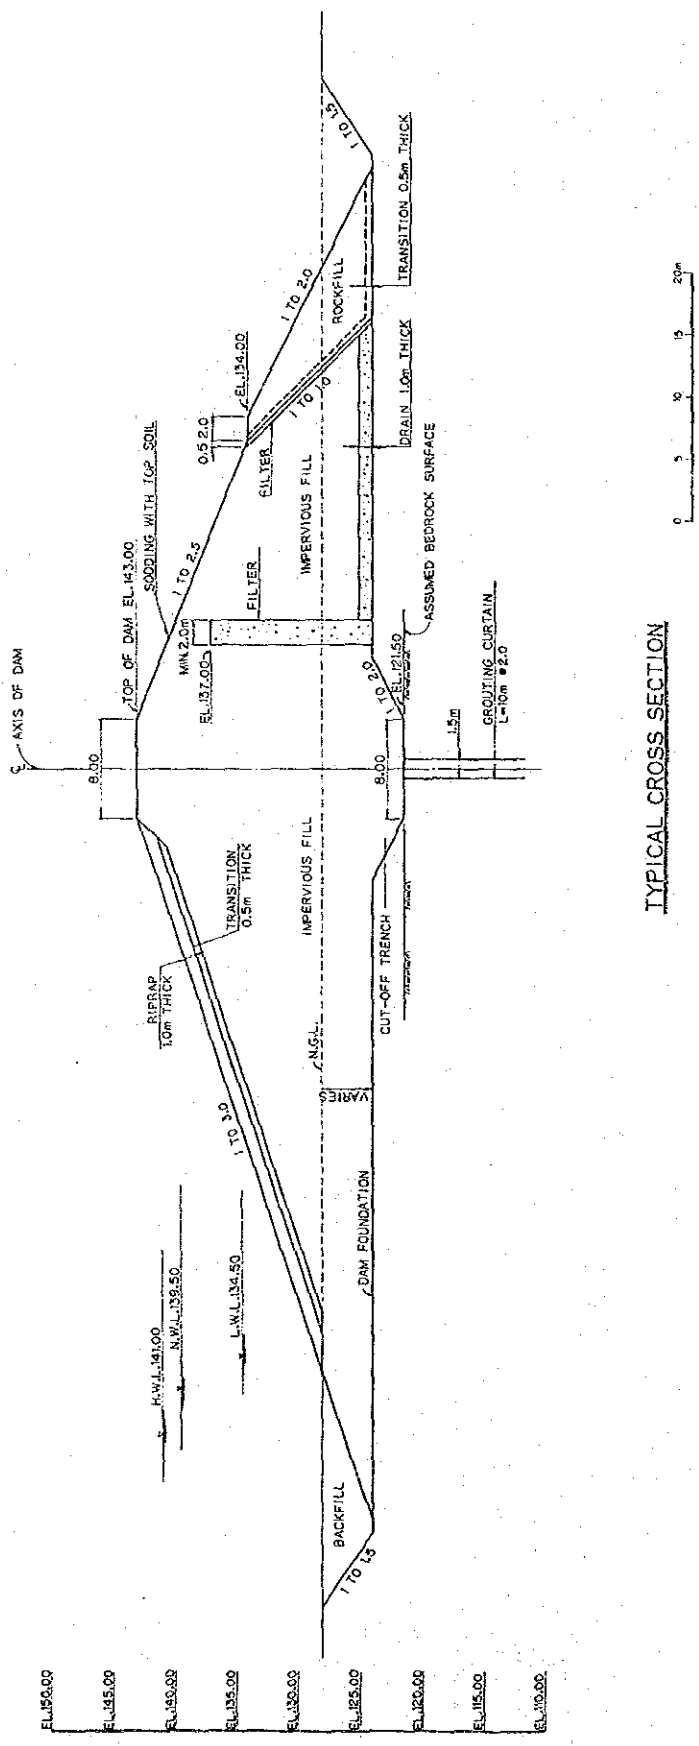 EL.150.00
EL.145.00
EL.140.00
EL.135.00
EL.130.00
EL.125.00
EL.120.00
EL.115.00
EL.110.00
H.W.L.141.00
N.W.L.139.50
L.W.L.134.50
BACKFILL
1 TO 1.5
1 TO 3.0
RIPRAP
1.0m THICK
TRANSITION
0.5m THICK
N.G.L.
VARIES
DAM FOUNDATION
IMPERVIOUS FILL
CUT-OFF TRENCH
℄ AXIS OF DAM
8.00
TOP OF DAM EL.143.00
SODDING WITH TOP SOIL
1 TO 2.5
MIN.2.0m
EL.137.00
FILTER
8.00
1 TO 2.0
EL.121.50
ASSUMED BEDROCK SURFACE
1.5m
GROUTING CURTAIN
L=10m
IMPERVIOUS FILL
FILTER
0.5 2.0
EL.134.00
1 TO 1.0
1 TO 2.0
ROCKFILL
DRAIN 1.0m THICK
TRANSITION 0.5m THICK
1 TO 1.5
0 5 10 15 20m
TYPICAL CROSS SECTION